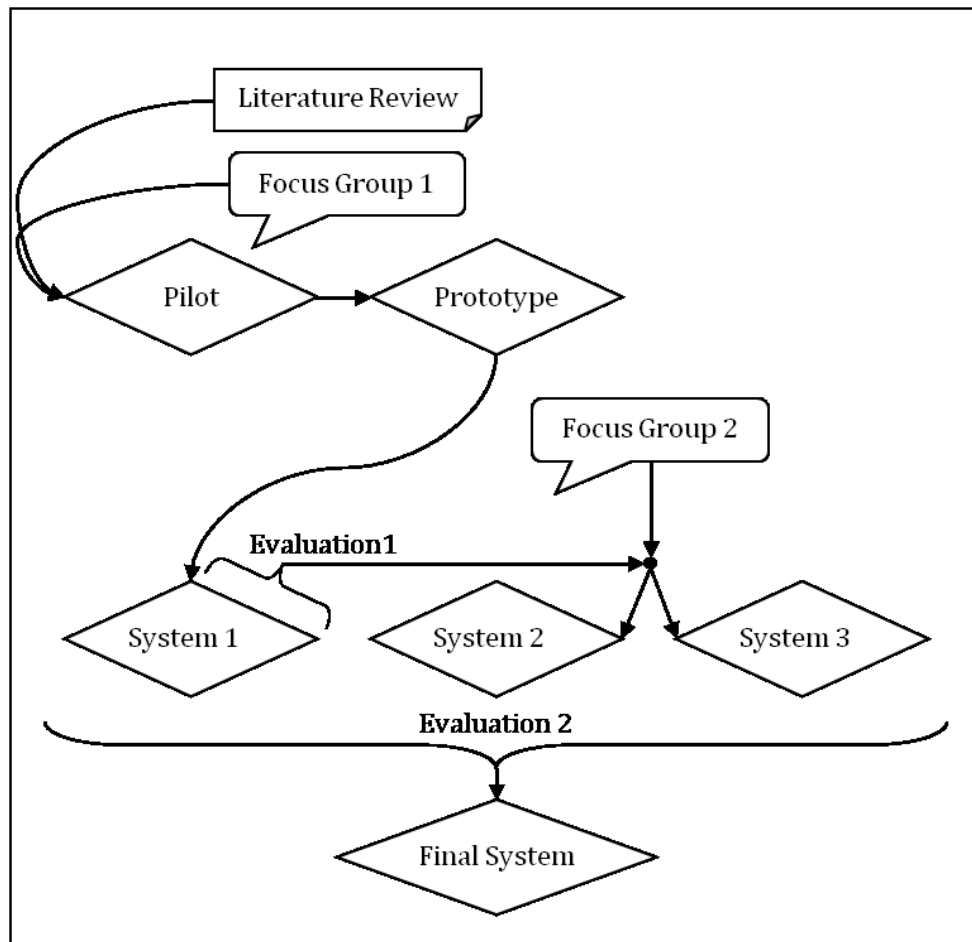 Literature Review
Focus Group 1
Pilot
Prototype
Focus Group 2
Evaluation1
System 1
System 2
System 3
Evaluation 2
Final System